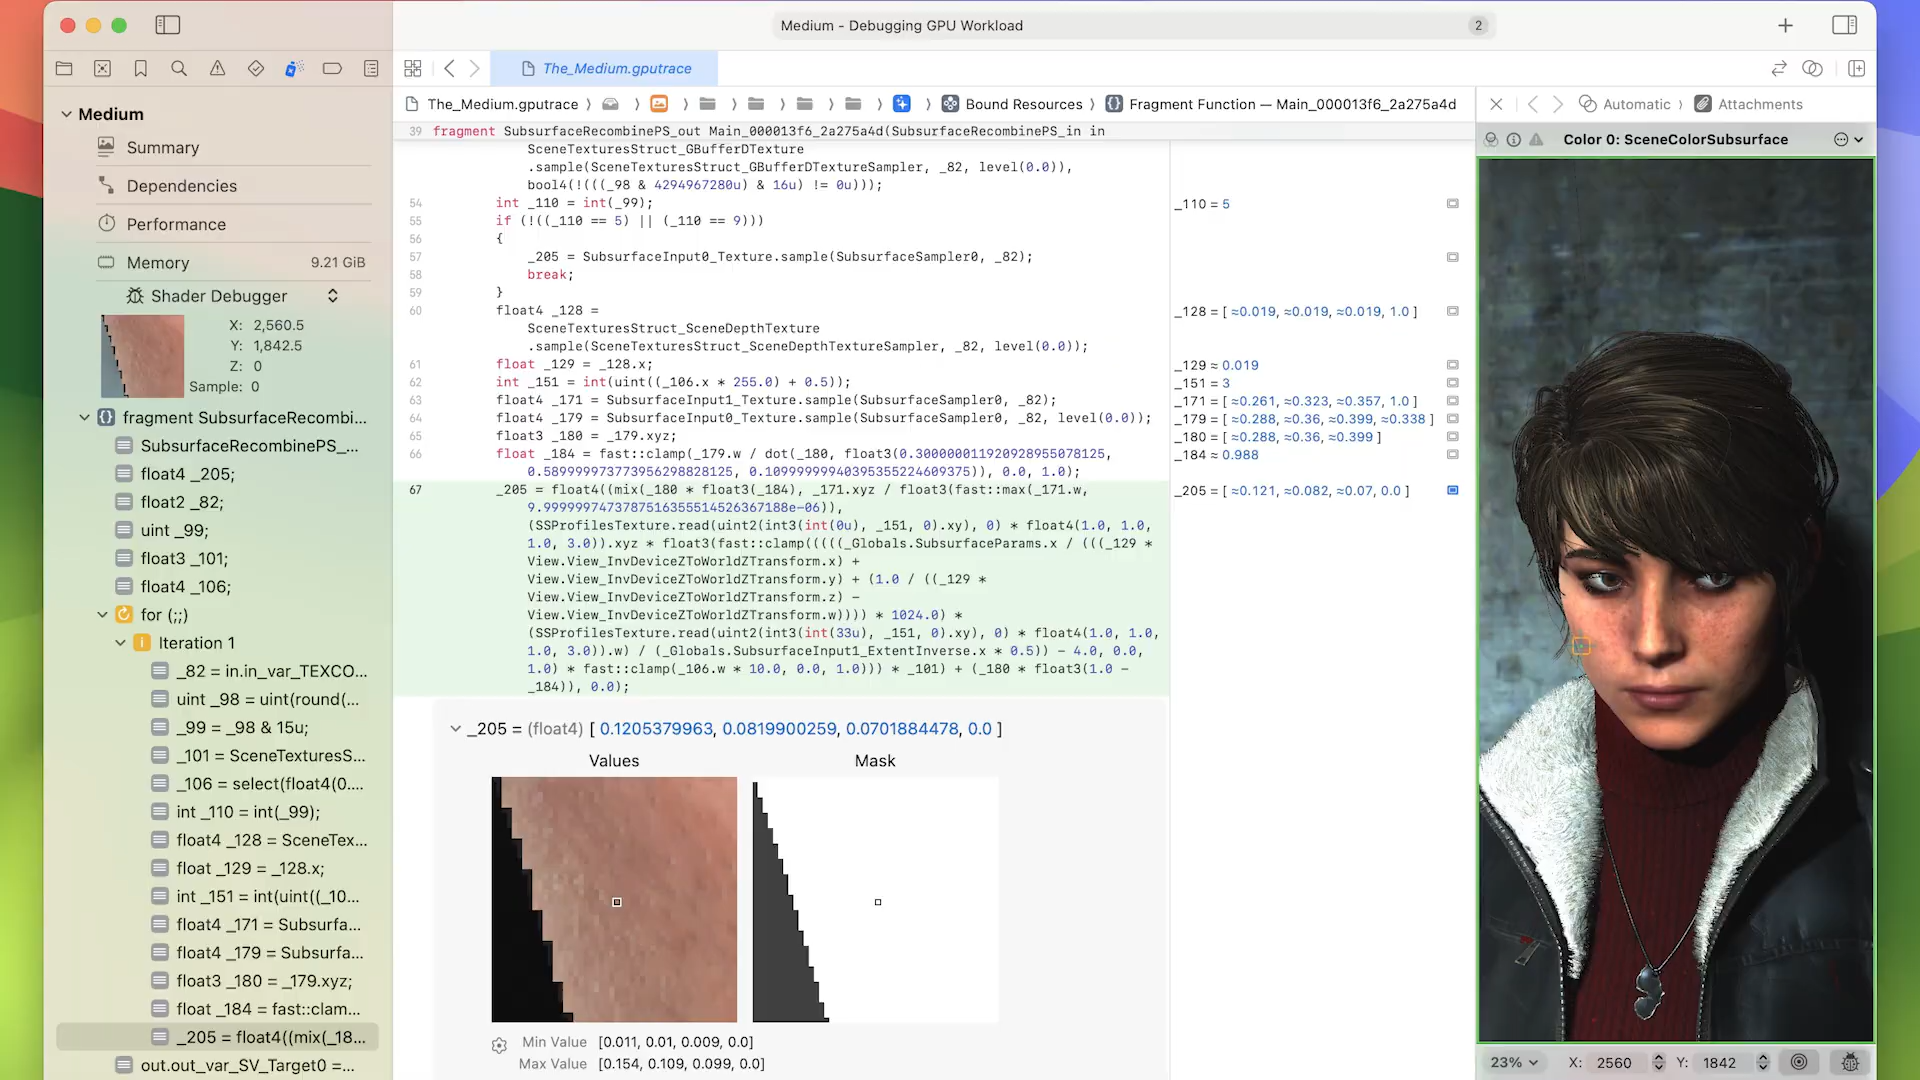 Medium - Debugging GPU Workload
2
The_Medium.gputrace
Medium
Summary
Dependencies
Performance
Memory 9.21 GiB
Shader Debugger
X: 2,560.5
Y: 1,842.5
Z: 0
Sample: 0
fragment SubsurfaceRecombi...
SubsurfaceRecombinePS_...
float4 _205;
float2 _82;
uint _99;
float3 _101;
float4 _106;
for (;;)
Iteration 1
_82 = in.in_var_TEXCO...
uint _98 = uint(round(...
_99 = _98 & 15u;
_101 = SceneTexturesS...
_106 = select(float4(0....
int _110 = int(_99);
float4 _128 = SceneTex...
float _129 = _128.x;
int _151 = int(uint((_10...
float4 _171 = Subsurfa...
float4 _179 = Subsurfa...
float3 _180 = _179.xyz;
float _184 = fast::clam...
_205 = float4((mix(_18...
out.out_var_SV_Target0 =...
The_Medium.gputrace Bound Resources Fragment Function — Main_000013f6_2a275a4d
39 fragment SubsurfaceRecombinePS_out Main_000013f6_2a275a4d(SubsurfaceRecombinePS_in in
SceneTexturesStruct_GBufferDTexture
.sample(SceneTexturesStruct_GBufferDTextureSampler, _82, level(0.0)),
bool4(!(((_98 & 4294967280u) & 16u) != 0u)));
54 int _110 = int(_99);
55 if (!((_110 == 5) || (_110 == 9)))
56 {
57 _205 = SubsurfaceInput0_Texture.sample(SubsurfaceSampler0, _82);
58 break;
59 }
60 float4 _128 =
SceneTexturesStruct_SceneDepthTexture
.sample(SceneTexturesStruct_SceneDepthTextureSampler, _82, level(0.0));
61 float _129 = _128.x;
62 int _151 = int(uint((_106.x * 255.0) + 0.5));
63 float4 _171 = SubsurfaceInput1_Texture.sample(SubsurfaceSampler0, _82);
64 float4 _179 = SubsurfaceInput0_Texture.sample(SubsurfaceSampler0, _82, level(0.0));
65 float3 _180 = _179.xyz;
66 float _184 = fast::clamp(_179.w / dot(_180, float3(0.300000011920928955078125,
0.589999973773956298828125, 0.10999999940395355224609375)), 0.0, 1.0);
67 _205 = float4((mix(_180 * float3(_184), _171.xyz / float3(fast::max(_171.w,
9.9999997473787516355514526367188e-06)),
(SSProfilesTexture.read(uint2(int3(int(0u), _151, 0).xy), 0) * float4(1.0, 1.0,
1.0, 3.0)).xyz * float3(fast::clamp(((((_Globals.SubsurfaceParams.x / (((_129 *
View.View_InvDeviceZToWorldZTransform.x) +
View.View_InvDeviceZToWorldZTransform.y) + (1.0 / ((_129 *
View.View_InvDeviceZToWorldZTransform.z) –
View.View_InvDeviceZToWorldZTransform.w)))) * 1024.0) *
(SSProfilesTexture.read(uint2(int3(int(33u), _151, 0).xy), 0) * float4(1.0, 1.0,
1.0, 3.0)).w) / (_Globals.SubsurfaceInput1_ExtentInverse.x * 0.5)) – 4.0, 0.0,
1.0) * fast::clamp(_106.w * 10.0, 0.0, 1.0))) * _101) + (_180 * float3(1.0 –
_184)), 0.0);
_110 = 5
_128 = [ ≈0.019, ≈0.019, ≈0.019, 1.0 ]
_129 ≈ 0.019
_151 = 3
_171 = [ ≈0.261, ≈0.323, ≈0.357, 1.0 ]
_179 = [ ≈0.288, ≈0.36, ≈0.399, ≈0.338 ]
_180 = [ ≈0.288, ≈0.36, ≈0.399 ]
_184 ≈ 0.988
_205 = [ ≈0.121, ≈0.082, ≈0.07, 0.0 ]
_205 = (float4) [ 0.1205379963, 0.0819900259, 0.0701884478, 0.0 ]
Values Mask
Min Value [0.011, 0.01, 0.009, 0.0]
Max Value [0.154, 0.109, 0.099, 0.0]
Automatic Attachments
Color 0: SceneColorSubsurface
23% X: 2560 Y: 1842